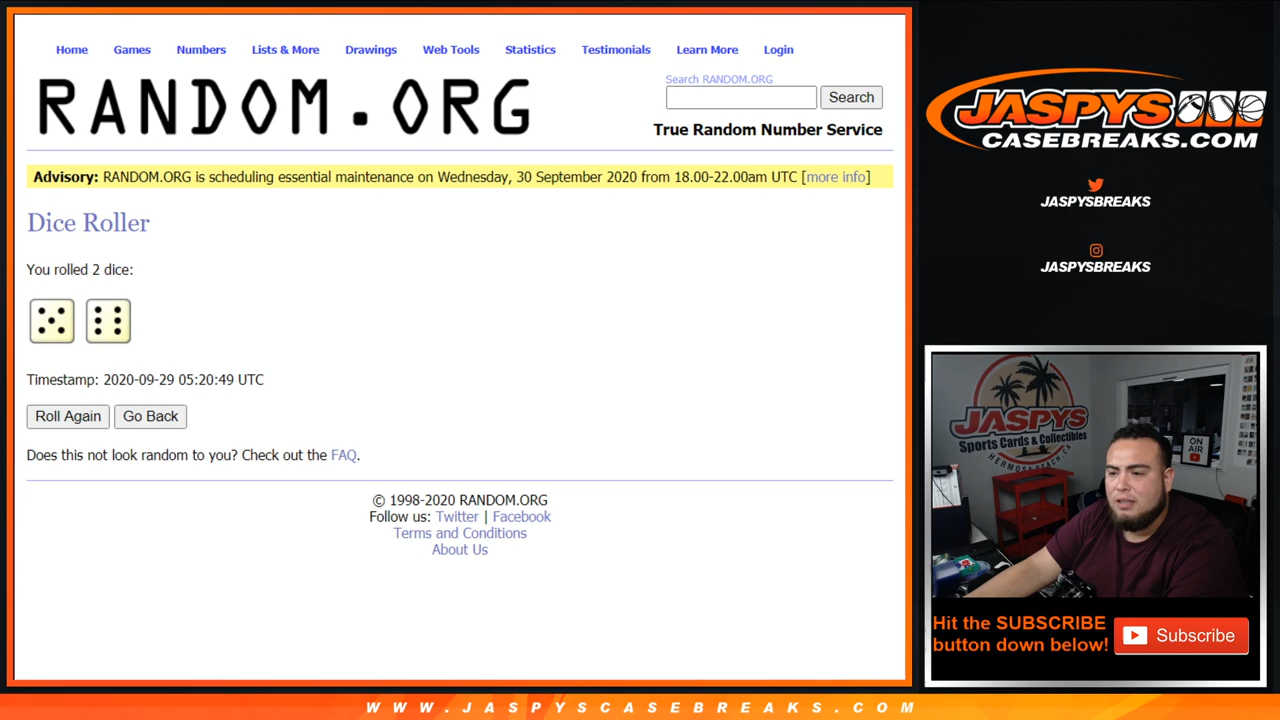 Home Games Numbers Lists & More Drawings Web Tools Statistics Testimonials Learn More Login
RANDOM.ORG
Search RANDOM.ORG
Search
True Random Number Service
Advisory: RANDOM.ORG is scheduling essential maintenance on Wednesday, 30 September 2020 from 18.00-22.00am UTC [more info]
Dice Roller
You rolled 2 dice:
Timestamp: 2020-09-29 05:20:49 UTC
Roll Again Go Back
Does this not look random to you? Check out the FAQ.
© 1998-2020 RANDOM.ORG
Follow us: Twitter | Facebook
Terms and Conditions
About Us
JASPYS
CASEBREAKS.COM
JASPYSBREAKS
JASPYSBREAKS
JASPYS
Sports Cards & Collectibles
HERMOSA BEACH, CA
ON
AIR
Hit the SUBSCRIBE
button down below!
Subscribe
WWW.JASPYSCASEBREAKS.COM